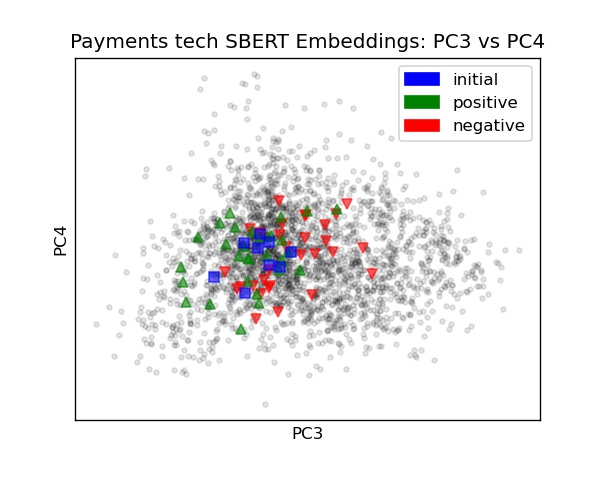 Payments tech SBERT Embeddings: PC3 vs PC4
initial
positive
negative
PC4
PC3